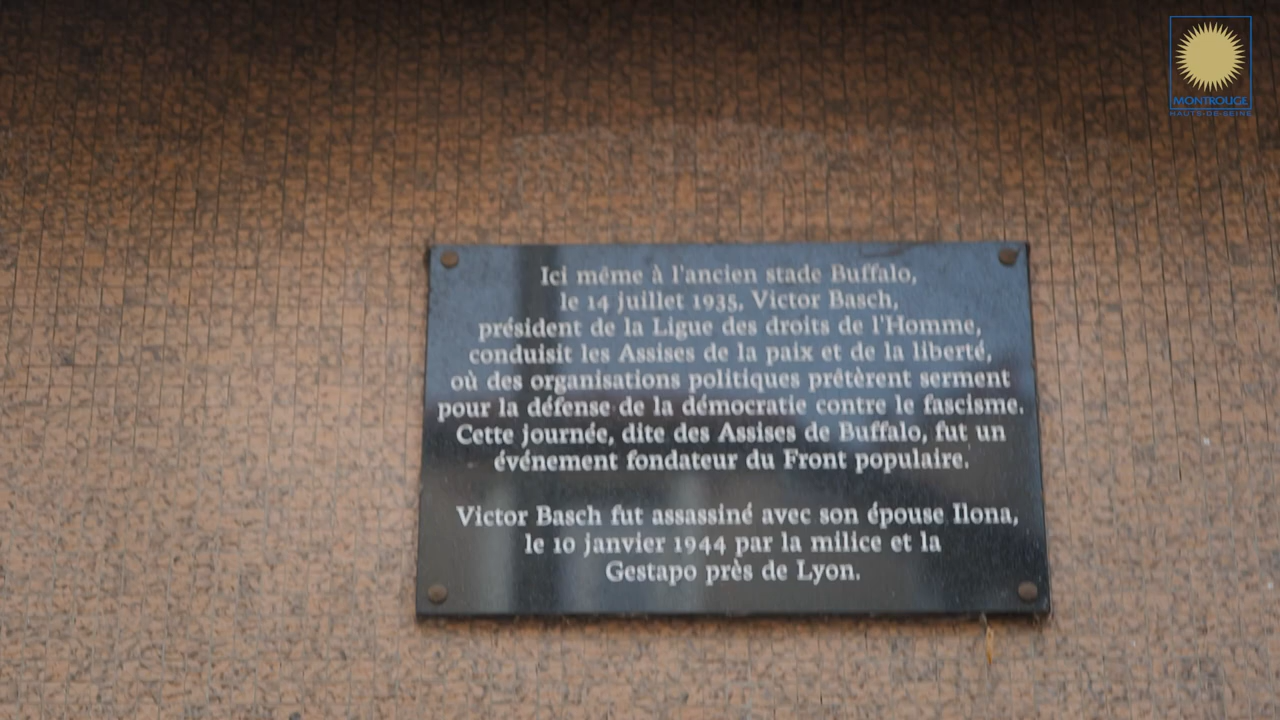 MONTROUGE
HAUTS-DE-SEINE
Ici même à l'ancien stade Buffalo,
le 14 juillet 1935, Victor Basch,
président de la Ligue des droits de l'Homme,
conduisit les Assises de la paix et de la liberté,
où des organisations politiques prêtèrent serment
pour la défense de la démocratie contre le fascisme.
Cette journée, dite des Assises de Buffalo, fut un
événement fondateur du Front populaire.
Victor Basch fut assassiné avec son épouse Ilona,
le 10 janvier 1944 par la milice et la
Gestapo près de Lyon.